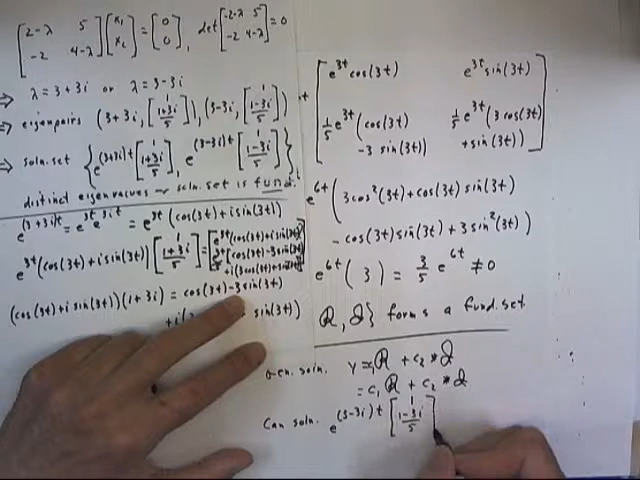 [2-λ 5; -2 4-λ] [x₁; x₂] = [0; 0], det [-2-λ 5; -2 4-λ] = 0
⇒ λ = 3+3i or λ = 3-3i
⇒ eigenpairs (3+3i, [1; (1+3i)/5]), (3-3i, [1; (1-3i)/5])
⇒ soln. set {e^(3+3i)t [1; (1+3i)/5], e^(3-3i)t [1; (1-3i)/5]}
distinct eigenvalues ~ soln. set is fund.
e^(3+3i)t = e^3t e^3it = e^3t (cos(3t) + i sin(3t))
e^3t (cos(3t) + i sin(3t)) [1; (1+3i)/5] =
(cos(3t) + i sin(3t))(1+3i) = cos(3t) - 3 sin(3t)
sin(3t))
[e^3t cos(3t) e^3t sin(3t)
1/5 e^3t (cos(3t) 1/5 e^3t (3 cos(3t)
- 3 sin(3t)) + sin(3t))]
e^6t (3cos²(3t) + cos(3t) sin(3t)
- cos(3t) sin(3t) + 3 sin²(3t))
e^6t (3) = 3/5 e^6t ≠ 0
ℛ, ℐ} forms a fund. set
Gen. soln. Y = c₁ℛ + c₂ * ℐ
= c₁ℛ + c₂ * ℐ
Can soln. e^(3-3i)t [1; (1-3i)/5]